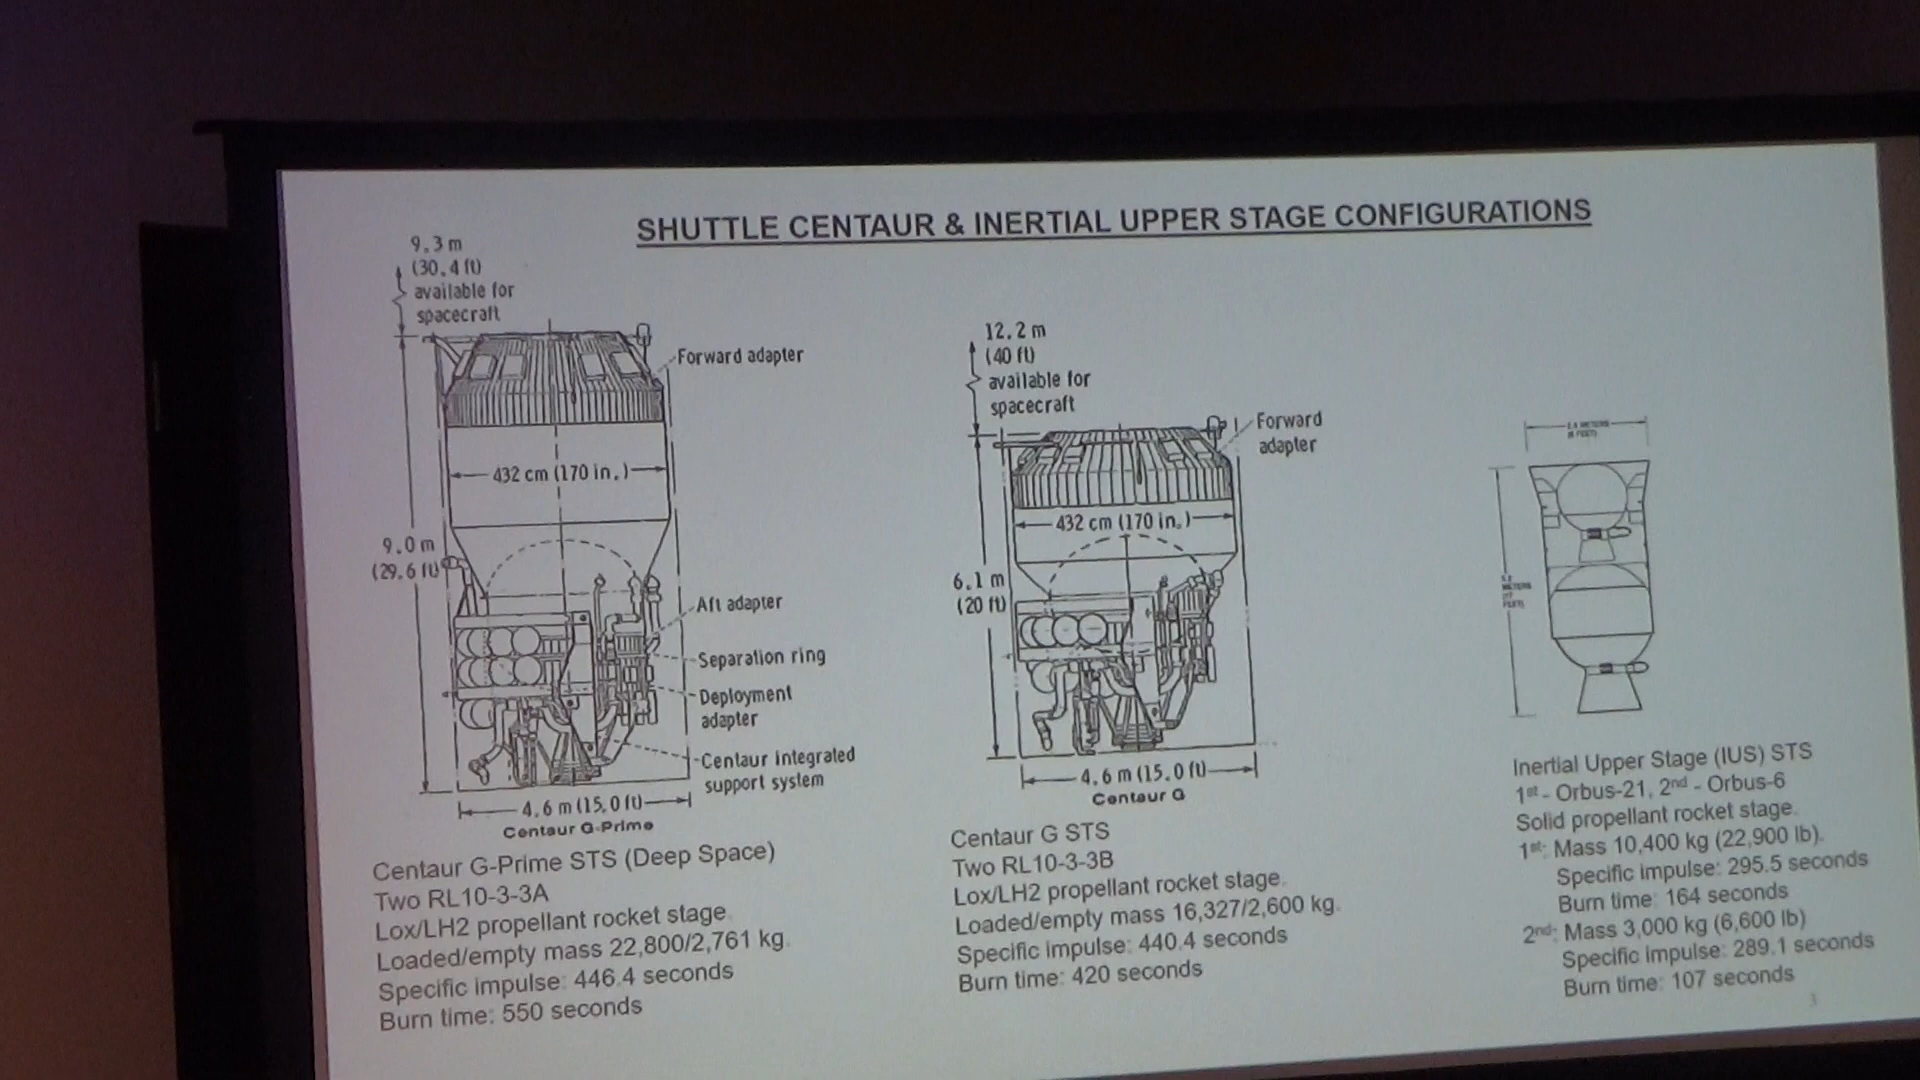 SHUTTLE CENTAUR & INERTIAL UPPER STAGE CONFIGURATIONS
9.3 m
(30.4 ft)
available for
spacecraft
Forward adapter
432 cm (170 in.)
9.0 m
(29.6 ft)
Aft adapter
Separation ring
Deployment
adapter
Centaur integrated
support system
4.6 m (15.0 ft)
Centaur G-Prime
Centaur G-Prime STS (Deep Space)
Two RL10-3-3A
Lox/LH2 propellant rocket stage
Loaded/empty mass 22,800/2,761 kg.
Specific impulse: 446.4 seconds
Burn time: 550 seconds
12.2 m
(40 ft)
available for
spacecraft
Forward
adapter
432 cm (170 in.)
6.1 m
(20 ft)
4.6 m (15.0 ft)
Centaur G
Centaur G STS
Two RL10-3-3B
Lox/LH2 propellant rocket stage.
Loaded/empty mass 16,327/2,600 kg.
Specific impulse: 440.4 seconds
Burn time: 420 seconds
METERS
METERS
Inertial Upper Stage (IUS) STS
1st - Orbus-21, 2nd - Orbus-6
Solid propellant rocket stage.
1st: Mass 10,400 kg (22,900 lb).
Specific impulse: 295.5 seconds
Burn time: 164 seconds
2nd: Mass 3,000 kg (6,600 lb)
Specific impulse: 289.1 seconds
Burn time: 107 seconds
3